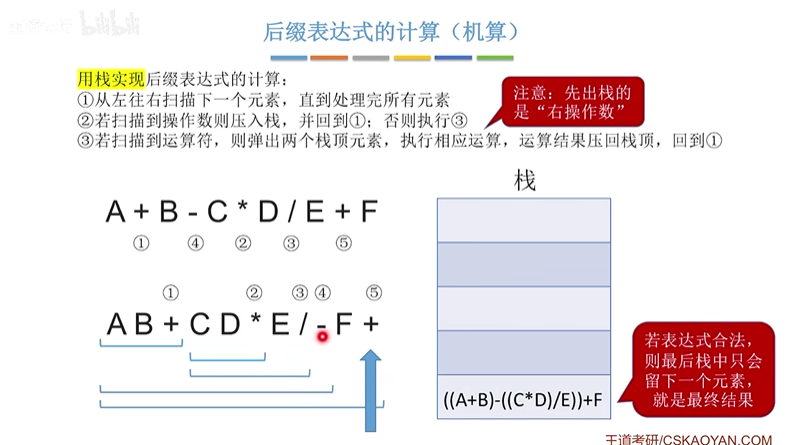 后缀表达式的计算（机算）
用栈实现后缀表达式的计算：
①从左往右扫描下一个元素，直到处理完所有元素
②若扫描到操作数则压入栈，并回到①；否则执行③
③若扫描到运算符，则弹出两个栈顶元素，执行相应运算，运算结果压回栈顶，回到①
注意：先出栈的
是“右操作数”
栈
A + B - C * D / E + F
① ④ ② ③ ⑤
① ② ③ ④ ⑤
A B + C D * E / - F +
((A+B)-((C*D)/E))+F
若表达式合法，
则最后栈中只会
留下一个元素，
就是最终结果
王道考研/CSKAOYAN.COM